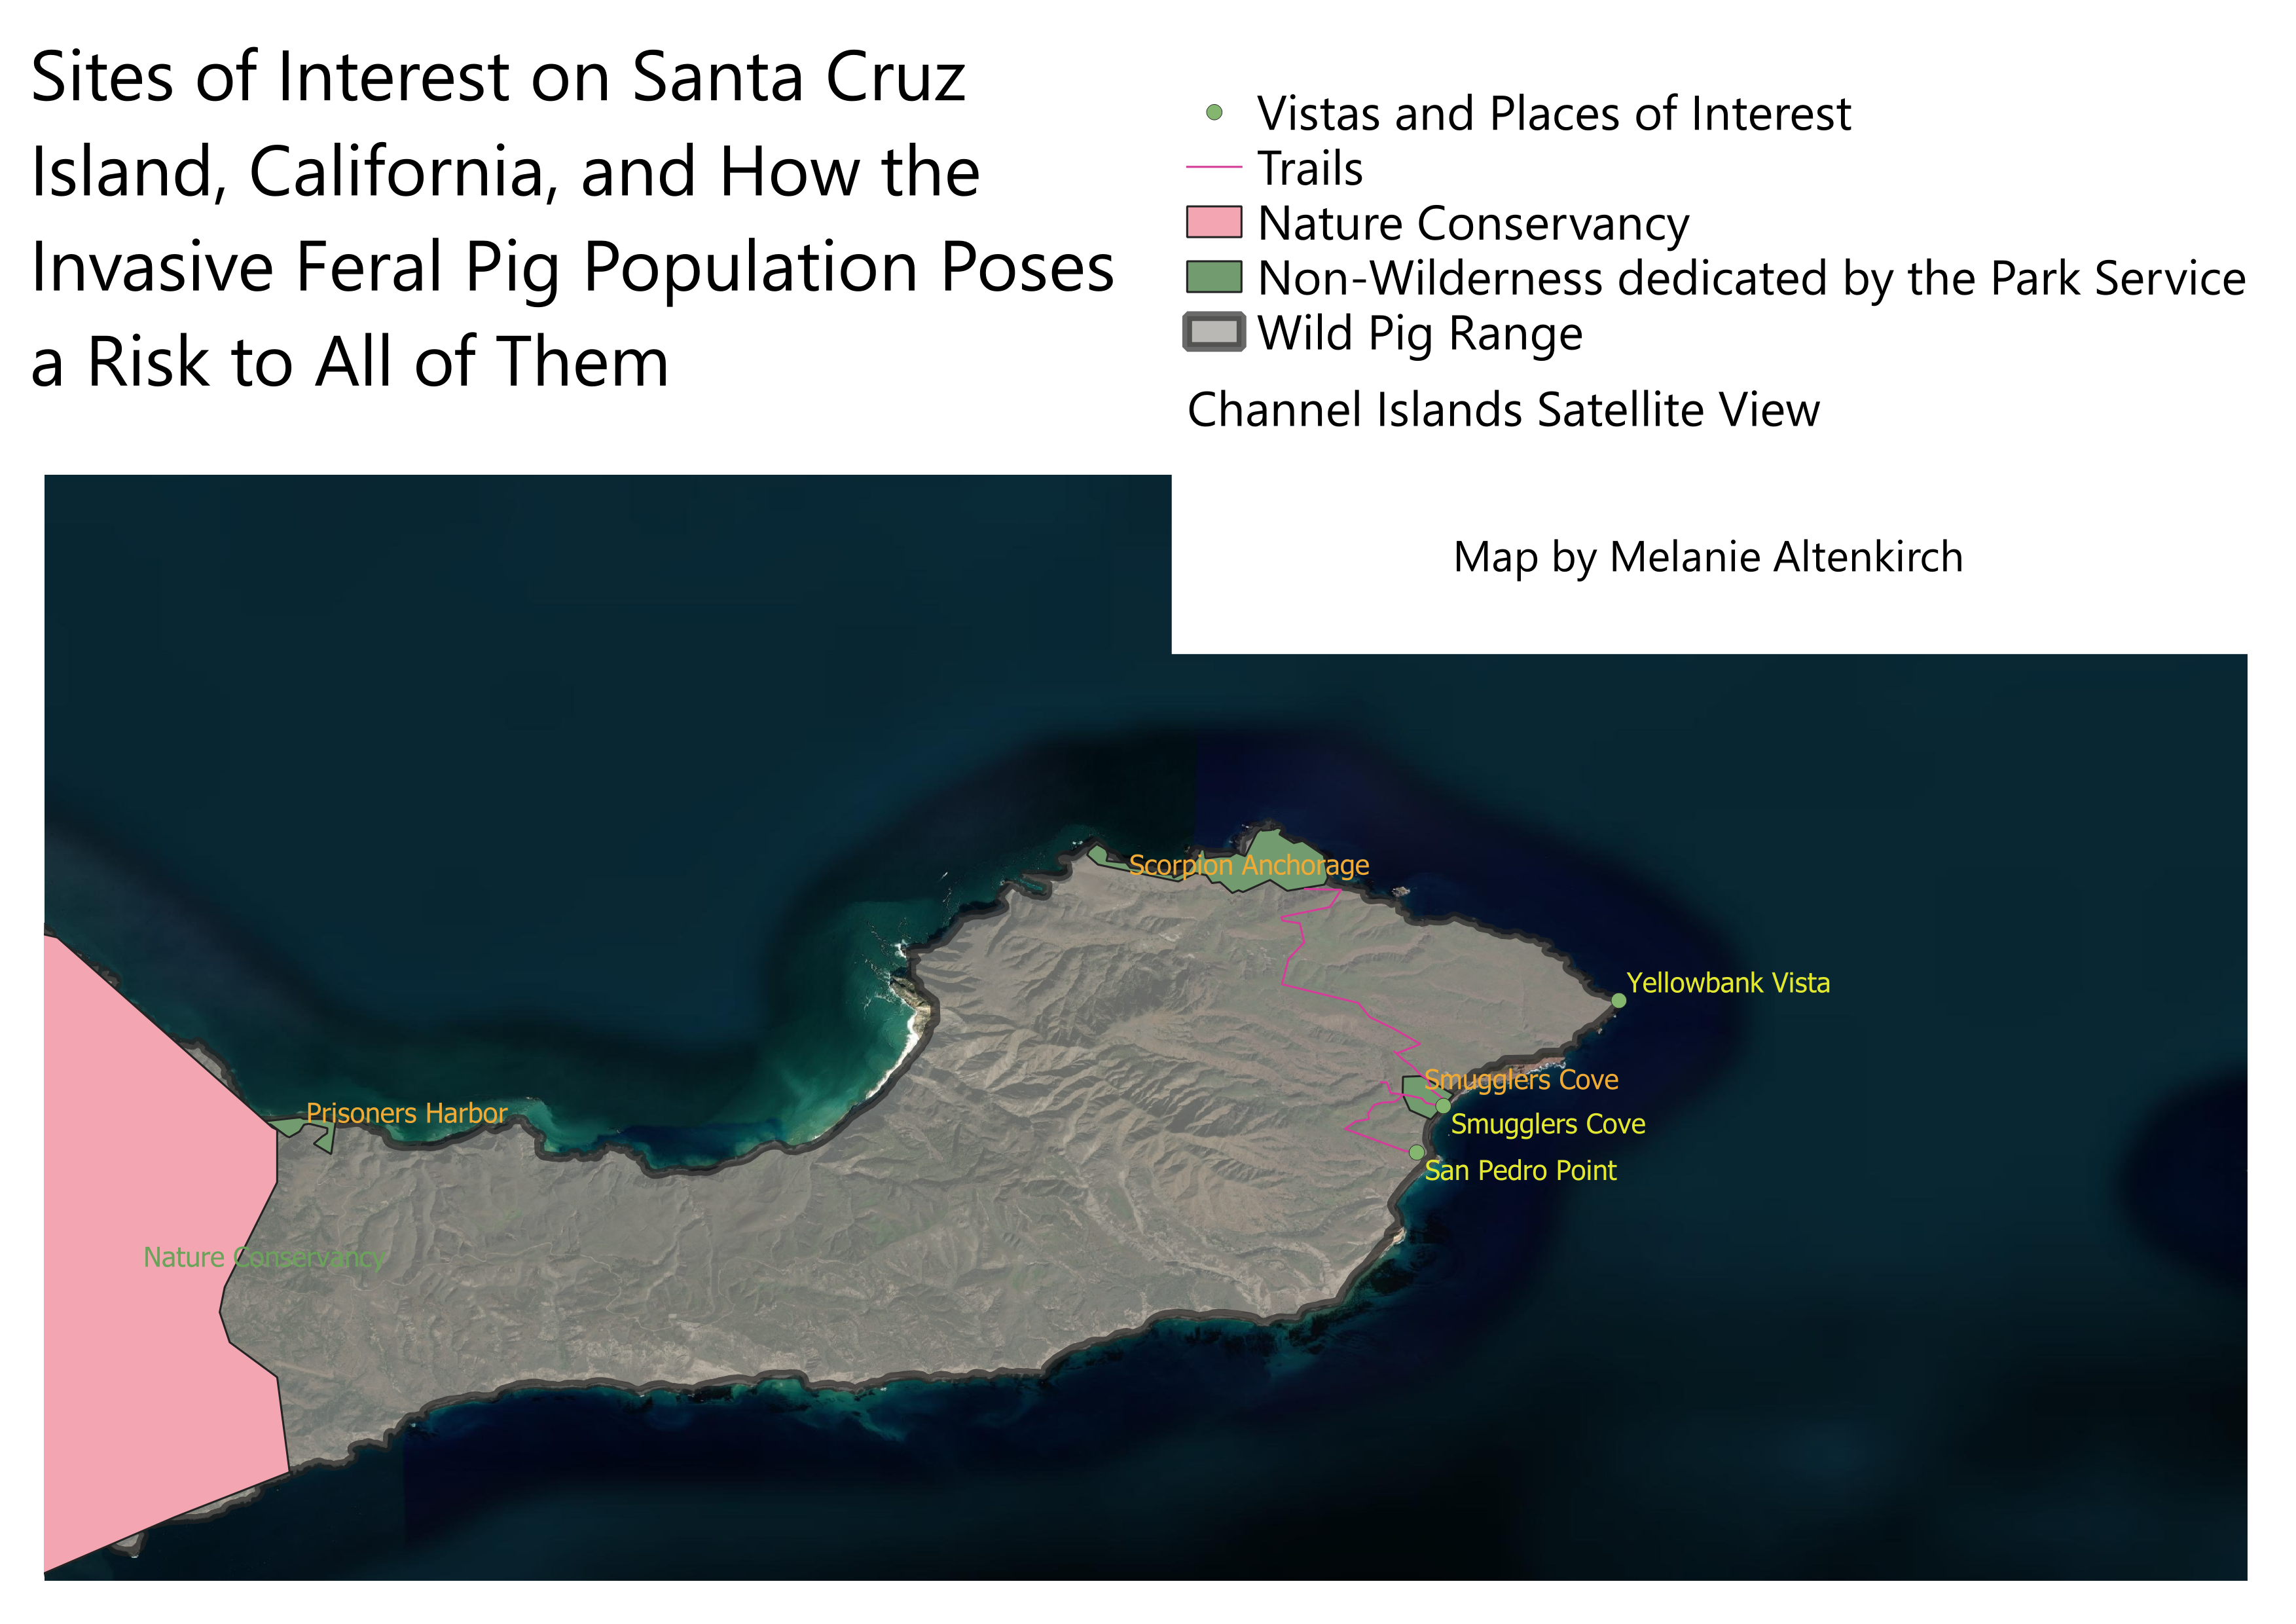 Sites of Interest on Santa Cruz
Island, California, and How the
Invasive Feral Pig Population Poses
a Risk to All of Them
Vistas and Places of Interest
Trails
Nature Conservancy
Non-Wilderness dedicated by the Park Service
Wild Pig Range
Channel Islands Satellite View
Map by Melanie Altenkirch
Scorpion Anchorage
Yellowbank Vista
Smugglers Cove
Prisoners Harbor
Smugglers Cove
San Pedro Point
Nature Conservancy